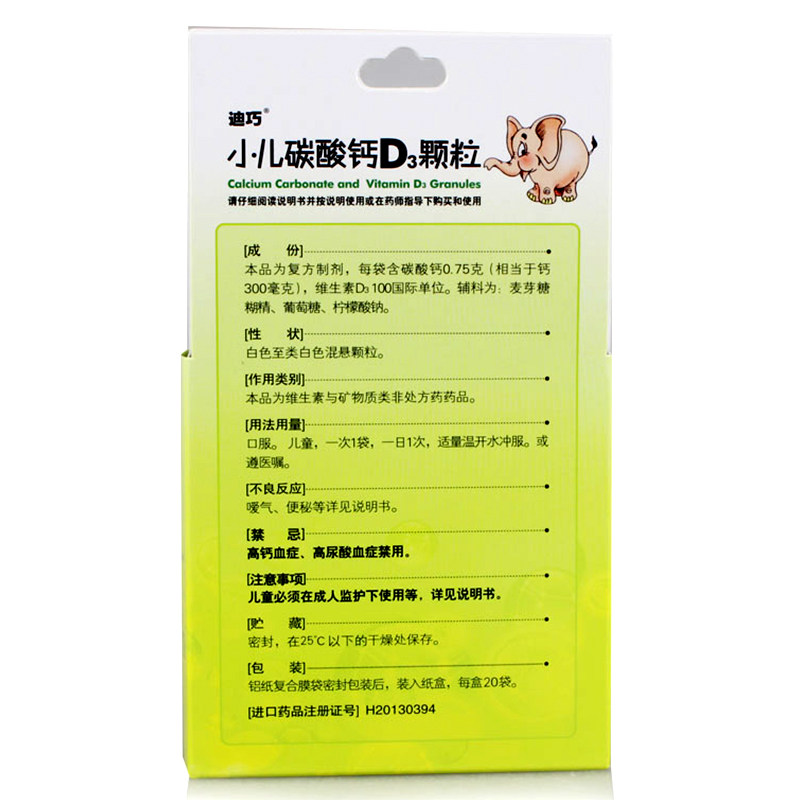 迪巧®
小儿碳酸钙D₃颗粒
Calcium Carbonate and Vitamin D₃ Granules
请仔细阅读说明书并按说明使用或在药师指导下购买和使用
[成 份]
本品为复方制剂，每袋含碳酸钙0.75克（相当于钙
300毫克），维生素D₃100国际单位。辅料为：麦芽糖
糊精、葡萄糖、柠檬酸钠。
[性 状]
白色至类白色混悬颗粒。
[作用类别]
本品为维生素与矿物质类非处方药药品。
[用法用量]
口服。儿童，一次1袋，一日1次，适量温开水冲服。或
遵医嘱。
[不良反应]
嗳气、便秘等详见说明书。
[禁 忌]
高钙血症、高尿酸血症禁用。
[注意事项]
儿童必须在成人监护下使用等，详见说明书。
[贮 藏]
密封，在25℃以下的干燥处保存。
[包 装]
铝纸复合膜袋密封包装后，装入纸盒，每盒20袋。
[进口药品注册证号] H20130394